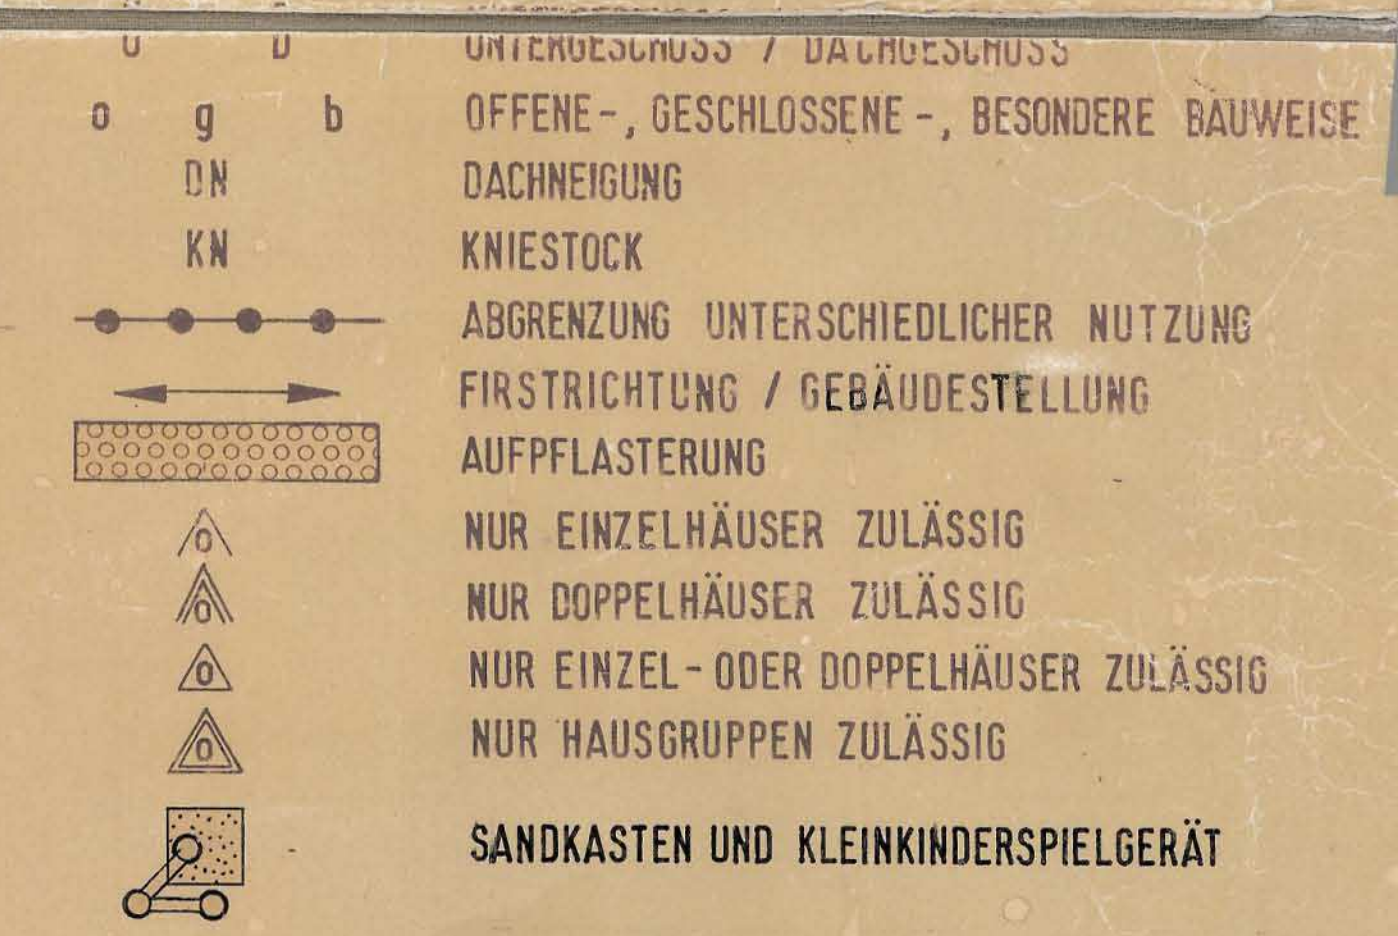 U D UNTERGESCHOSS / DACHGESCHOSS
o g b OFFENE-, GESCHLOSSENE-, BESONDERE BAUWEISE
DN DACHNEIGUNG
KN KNIESTOCK
ABGRENZUNG UNTERSCHIEDLICHER NUTZUNG
FIRSTRICHTUNG / GEBÄUDESTELLUNG
AUFPFLASTERUNG
O NUR EINZELHÄUSER ZULÄSSIG
O NUR DOPPELHÄUSER ZULÄSSIG
O NUR EINZEL-ODER DOPPELHÄUSER ZULÄSSIG
O NUR HAUSGRUPPEN ZULÄSSIG
SANDKASTEN UND KLEINKINDERSPIELGERÄT